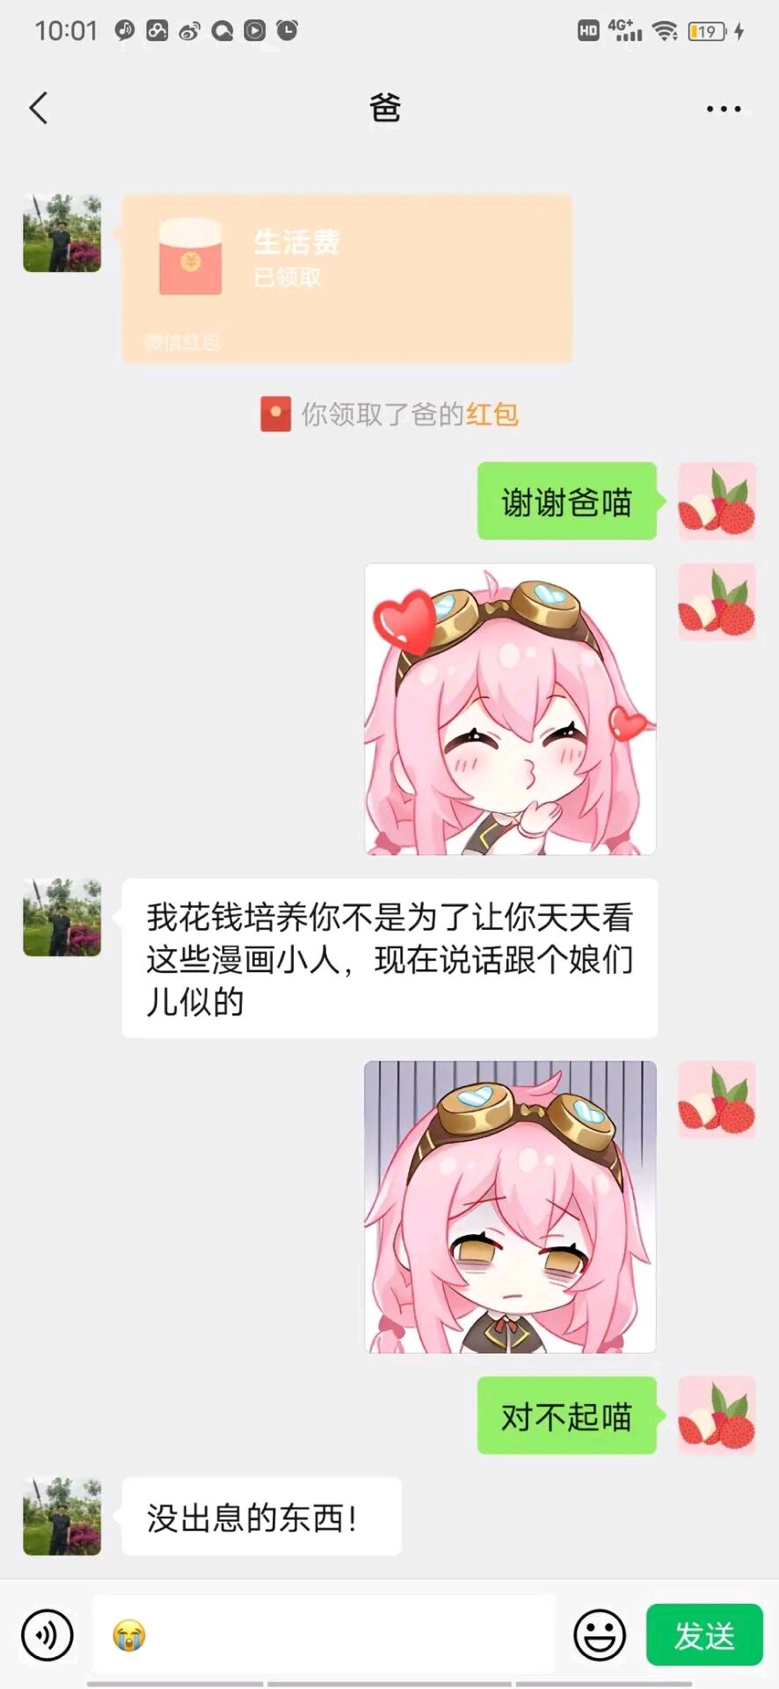 10:01
HD 4G+ 19
爸
生活费
已领取
微信红包
你领取了爸的红包
谢谢爸喵
我花钱培养你不是为了让你天天看
这些漫画小人，现在说话跟个娘们
儿似的
对不起喵
没出息的东西！
发送